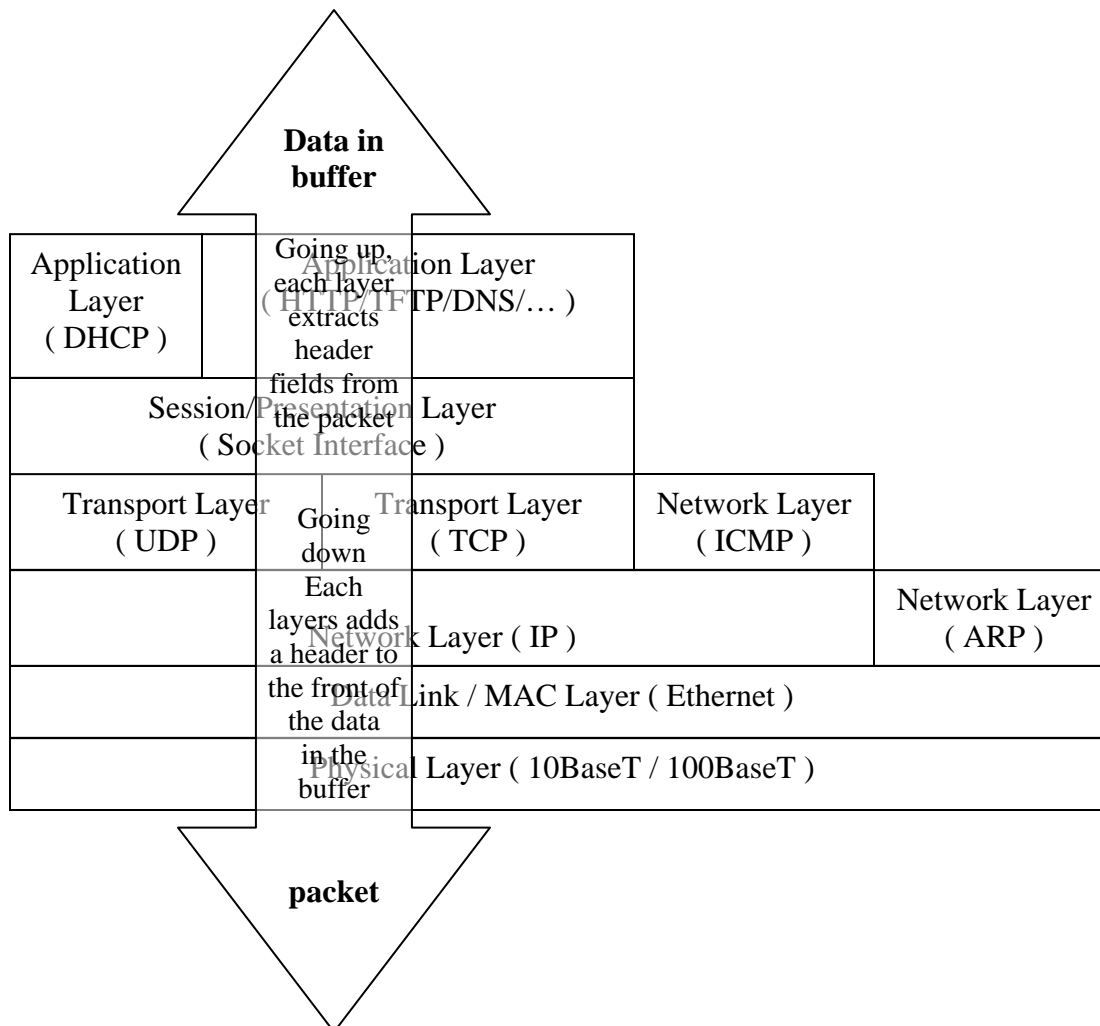 Data in
buffer
Going up,
each layer
extracts
header
fields from
the packet
Application
Layer
( DHCP )
Application Layer
( HTTP/TFTP/DNS/… )
Session/Presentation Layer
( Socket Interface )
Transport Layer
( UDP )
Transport Layer
( TCP )
Network Layer
( ICMP )
Going
down
Each
layers adds
a header to
the front of
the data
in the
buffer
Network Layer ( IP )
Network Layer
( ARP )
Data Link / MAC Layer ( Ethernet )
Physical Layer ( 10BaseT / 100BaseT )
packet